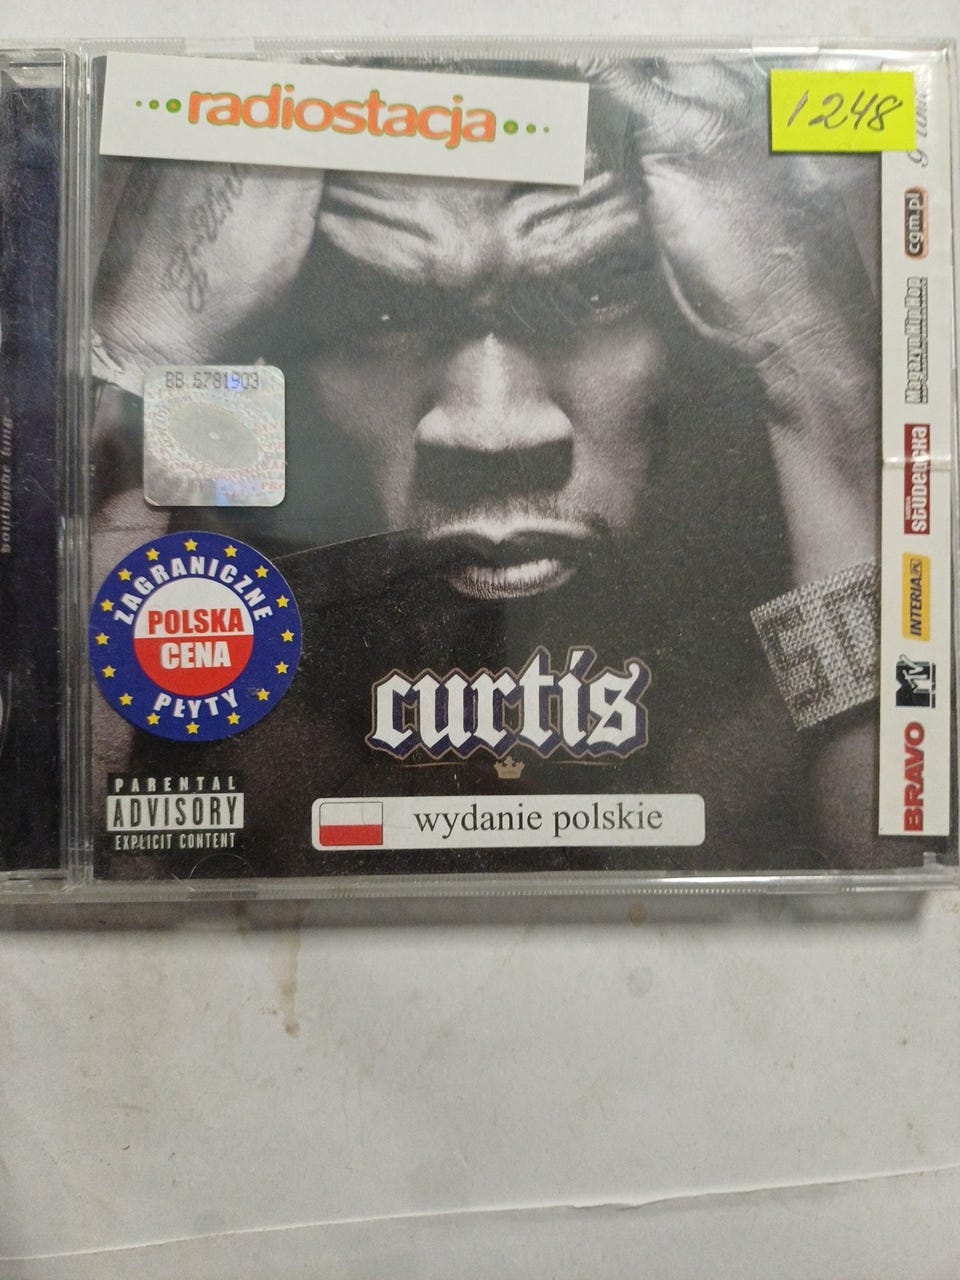 radiostacja
1248
cgm.pl
Magazyn Hip Hop
studencka
INTERIA.PL
MTV
BRAVO
BB 6781903
ZAGRANICZNE
POLSKA
CENA
PŁYTY
curtis
PARENTAL
ADVISORY
EXPLICIT CONTENT
wydanie polskie
50